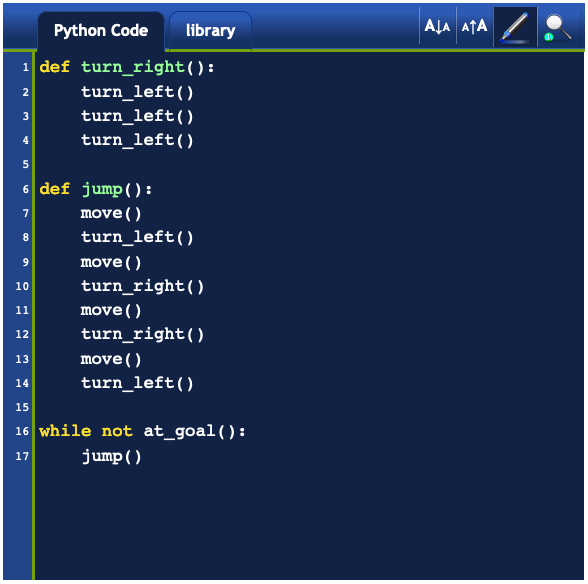 Python Code library A↓A A↑A
1 def turn_right():
2     turn_left()
3     turn_left()
4     turn_left()
5
6 def jump():
7     move()
8     turn_left()
9     move()
10     turn_right()
11     move()
12     turn_right()
13     move()
14     turn_left()
15
16 while not at_goal():
17     jump()